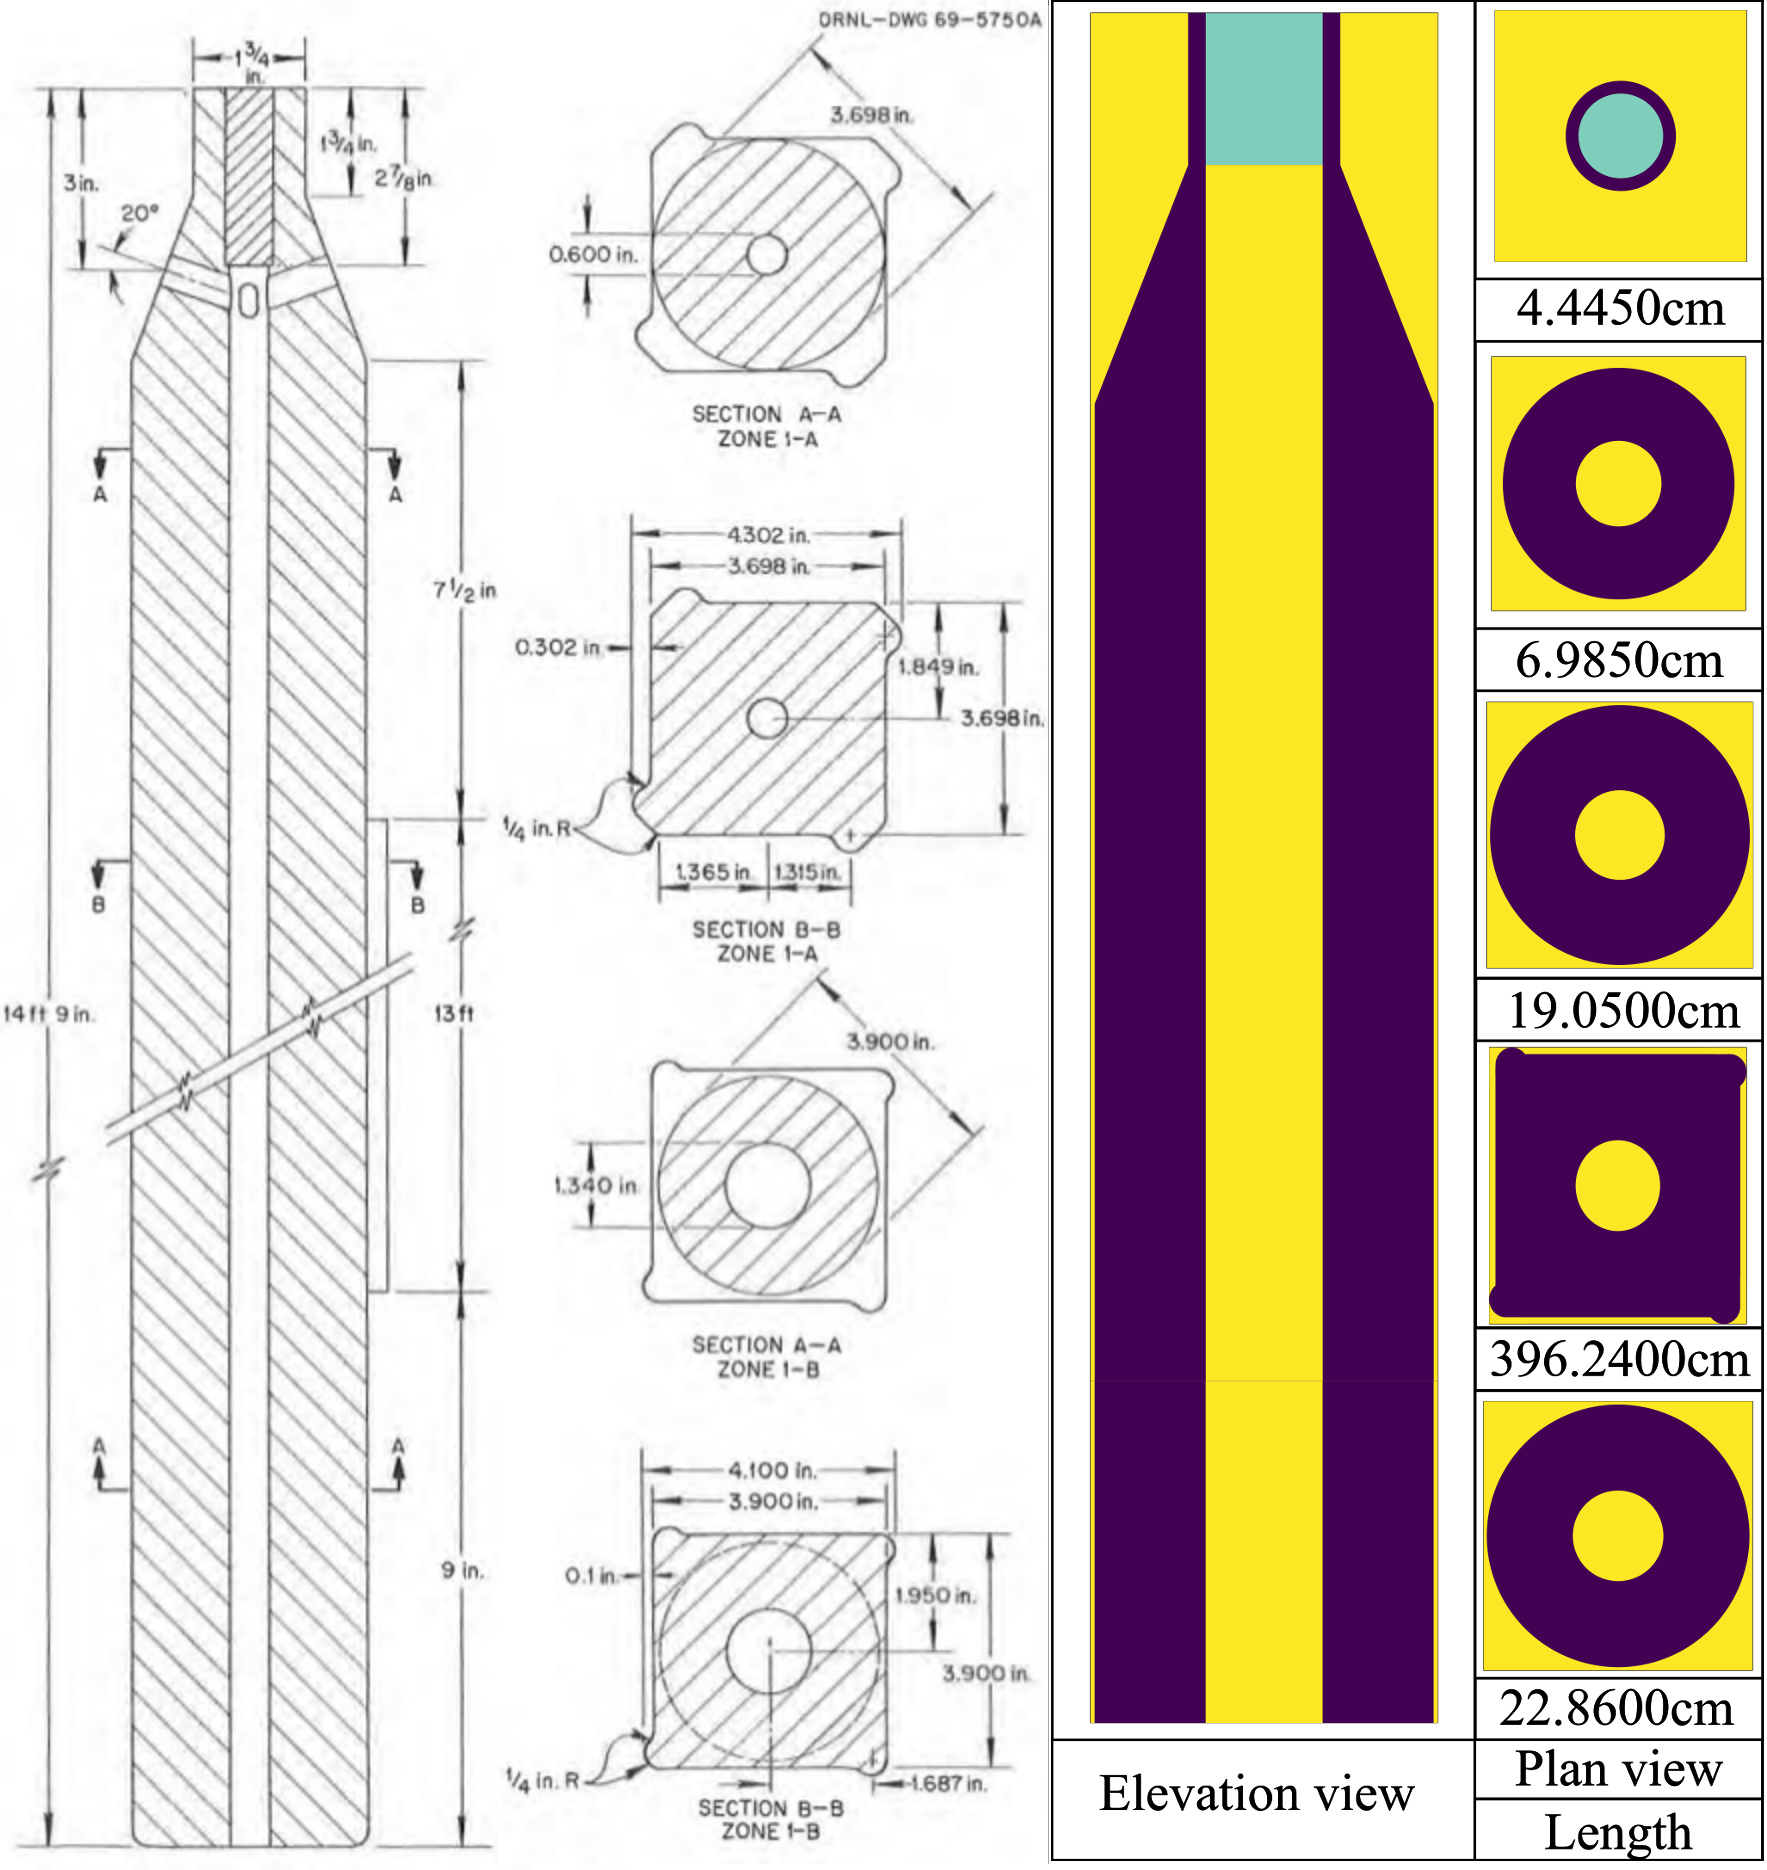 ORNL-DWG 69-5750A
1 3/4
in.
3 in.
1 3/4 in.
2 7/8 in.
20°
A
A
7 1/2 in
B
B
14 ft 9 in.
13 ft
A
A
9 in.
3.698 in.
0.600 in.
SECTION A-A
ZONE 1-A
4.302 in.
3.698 in.
0.302 in.
1.849 in.
3.698 in.
1/4 in. R
1.365 in.
1.315 in.
SECTION B-B
ZONE 1-A
3.900 in.
1.340 in.
SECTION A-A
ZONE 1-B
4.100 in.
3.900 in.
0.1 in.
1.950 in.
3.900 in.
1/4 in. R
1.687 in.
SECTION B-B
ZONE 1-B
4.4450cm
6.9850cm
19.0500cm
396.2400cm
22.8600cm
Elevation view
Plan view
Length